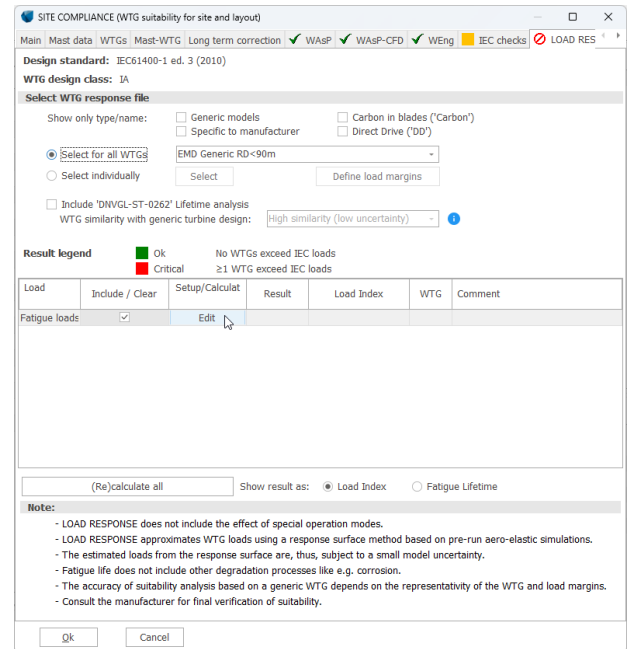 SITE COMPLIANCE (WTG suitability for site and layout)
Main Mast data WTGs Mast-WTG Long term correction WAsP WAsP-CFD WEng IEC checks LOAD RES
Design standard: IEC61400-1 ed. 3 (2010)
WTG design class: IA
Select WTG response file
Show only type/name: Generic models Carbon in blades ('Carbon')
Specific to manufacturer Direct Drive ('DD')
Select for all WTGs EMD Generic RD<90m
Select individually Select Define load margins
Include 'DNVGL-ST-0262' Lifetime analysis
WTG similarity with generic turbine design: High similarity (low uncertainty)
Result legend Ok No WTGs exceed IEC loads
Critical ≥1 WTG exceed IEC loads
Load Include / Clear Setup/Calculat Result Load Index WTG Comment
Fatigue loads Edit
(Re)calculate all Show result as: Load Index Fatigue Lifetime
Note:
- LOAD RESPONSE does not include the effect of special operation modes.
- LOAD RESPONSE approximates WTG loads using a response surface method based on pre-run aero-elastic simulations.
- The estimated loads from the response surface are, thus, subject to a small model uncertainty.
- Fatigue life does not include other degradation processes like e.g. corrosion.
- The accuracy of suitability analysis based on a generic WTG depends on the representativity of the WTG and load margins.
- Consult the manufacturer for final verification of suitability.
Ok Cancel